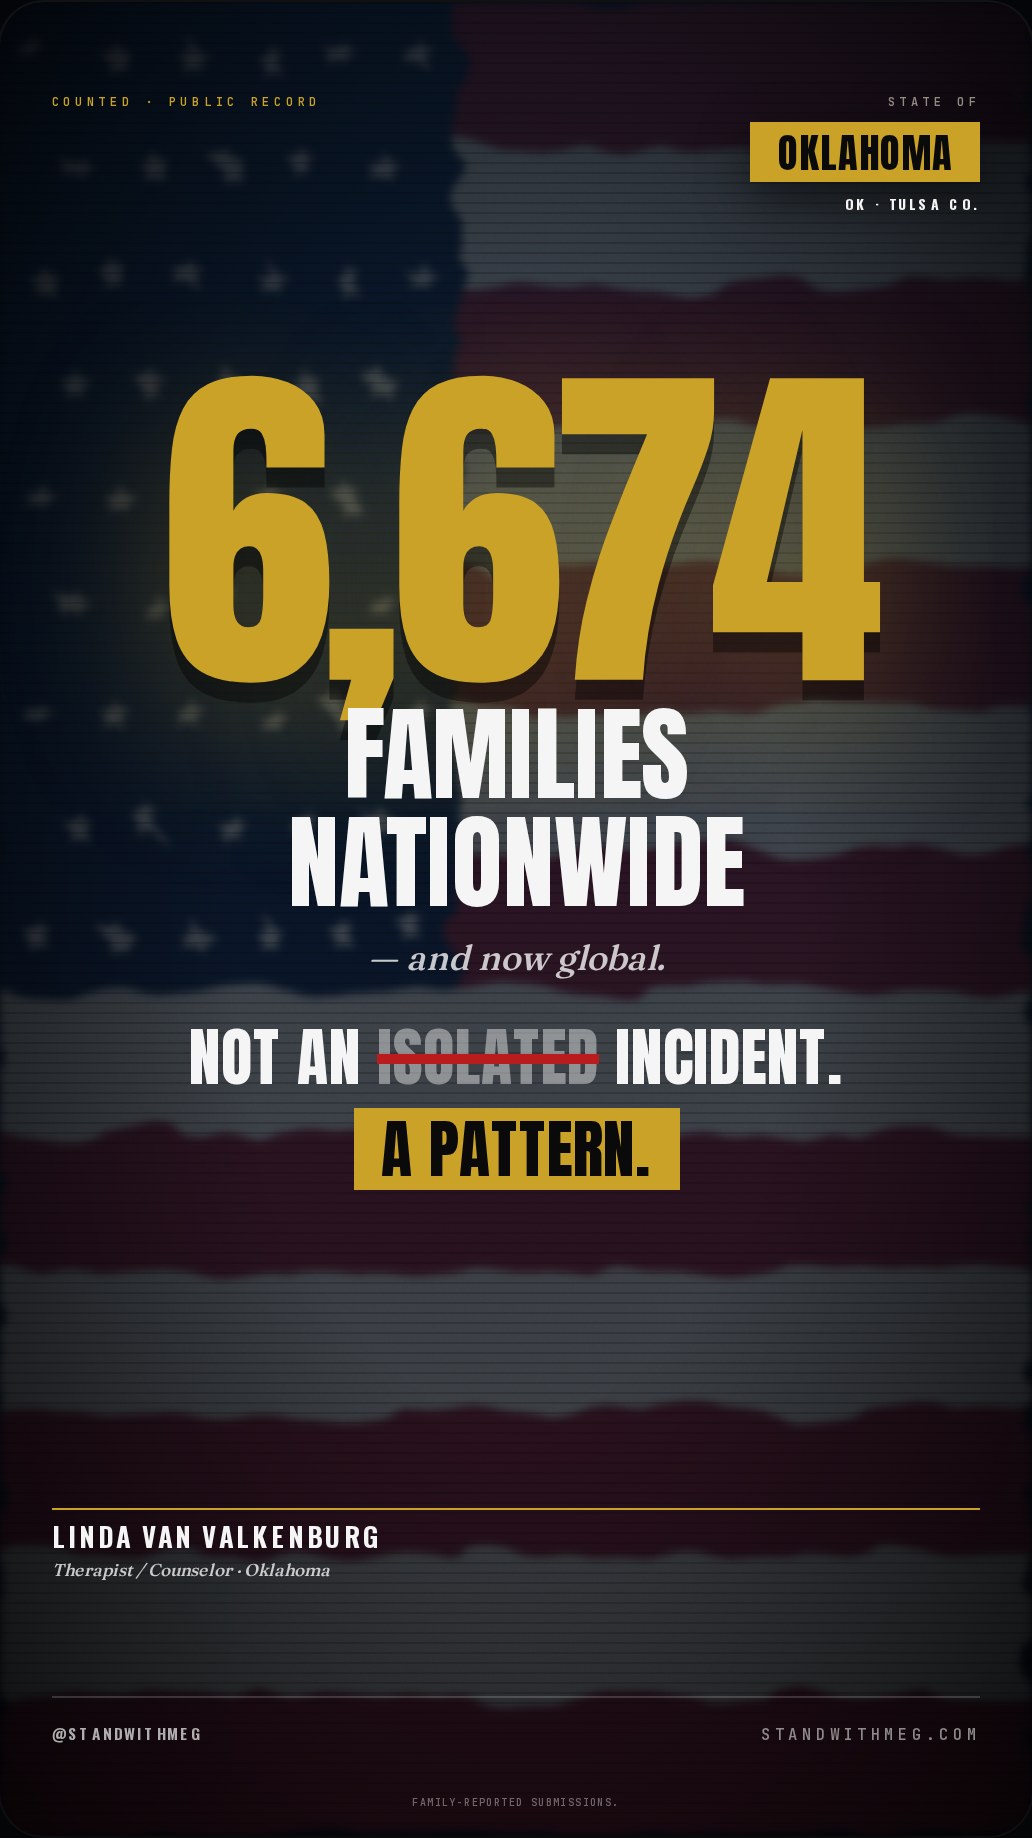 COUNTED · PUBLIC RECORD
STATE OF
OKLAHOMA
OK · TULSA CO.
6,674
FAMILIES
NATIONWIDE
— and now global.
NOT AN ISOLATED INCIDENT.
A PATTERN.
LINDA VAN VALKENBURG
Therapist / Counselor · Oklahoma
@STANDWITHMEG
STANDWITHMEG.COM
FAMILY-REPORTED SUBMISSIONS.